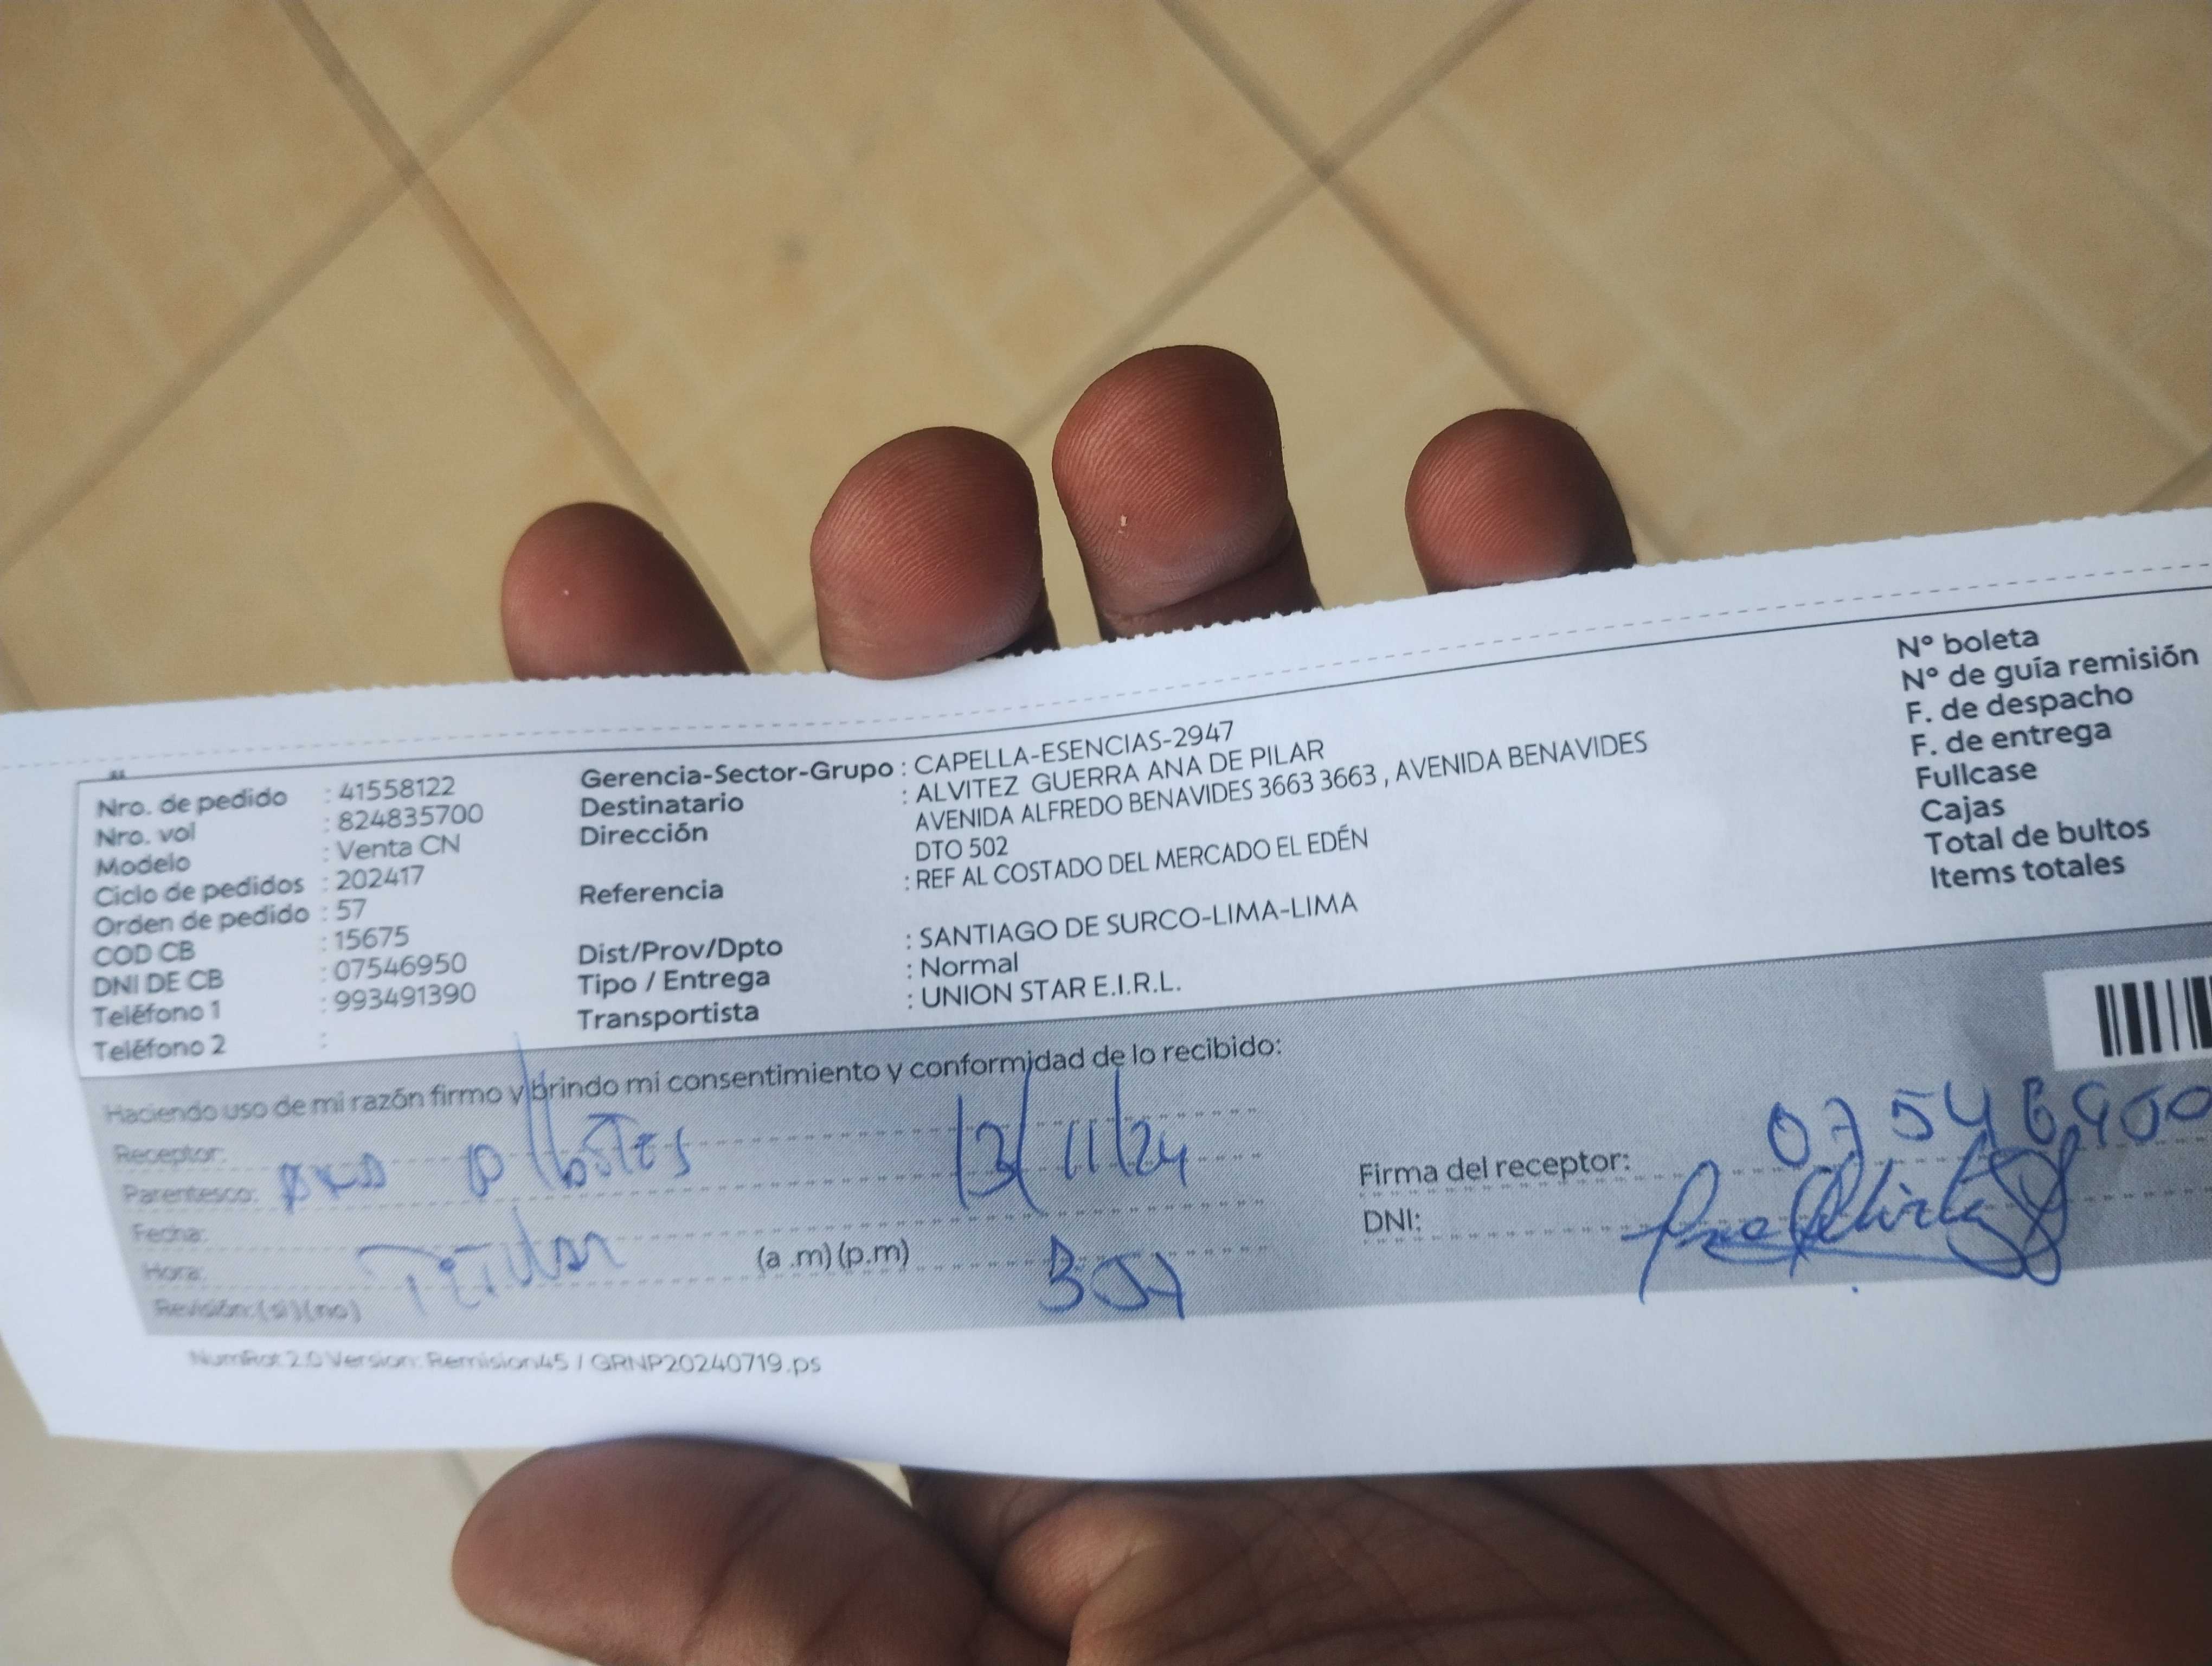 Nro. de pedido : 41558122
Nro. vol : 824835700
Modelo : Venta CN
Ciclo de pedidos : 202417
Orden de pedido : 57
COD CB : 15675
DNI DE CB : 07546950
Teléfono 1 : 993491390
Teléfono 2 :
Gerencia-Sector-Grupo : CAPELLA-ESENCIAS-2947
Destinatario : ALVITEZ GUERRA ANA DE PILAR
Dirección AVENIDA ALFREDO BENAVIDES 3663 3663 , AVENIDA BENAVIDES
DTO 502
Referencia : REF AL COSTADO DEL MERCADO EL EDÉN
Dist/Prov/Dpto : SANTIAGO DE SURCO-LIMA-LIMA
Tipo / Entrega : Normal
Transportista : UNION STAR E.I.R.L.
N° boleta
N° de guía remisión
F. de despacho
F. de entrega
Fullcase
Cajas
Total de bultos
Items totales
Haciendo uso de mi razón firmo y brindo mi consentimiento y conformidad de lo recibido:
Receptor:
Parentesco:
13/11/24
Fecha:
Hora: (a .m) (p.m)
Titular
Revisión: (si) (no)
Firma del receptor:
07546950
DNI:
NumRot 2.0 Version: Remision45 / GRNP20240719.ps